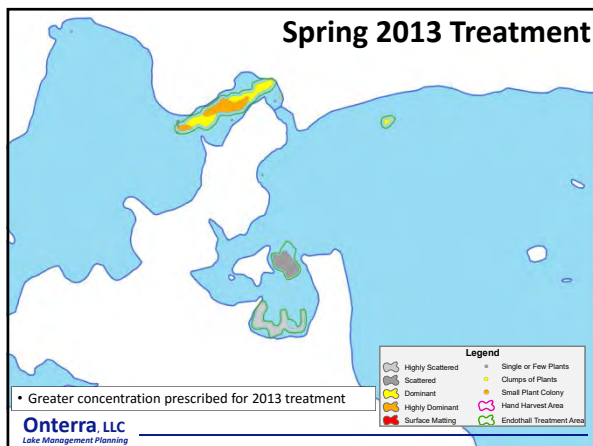 Spring 2013 Treatment
Legend
Highly Scattered
Scattered
Dominant
Highly Dominant
Surface Matting
Single or Few Plants
Clumps of Plants
Small Plant Colony
Hand Harvest Area
Endothall Treatment Area
• Greater concentration prescribed for 2013 treatment
Onterra, LLC
Lake Management Planning